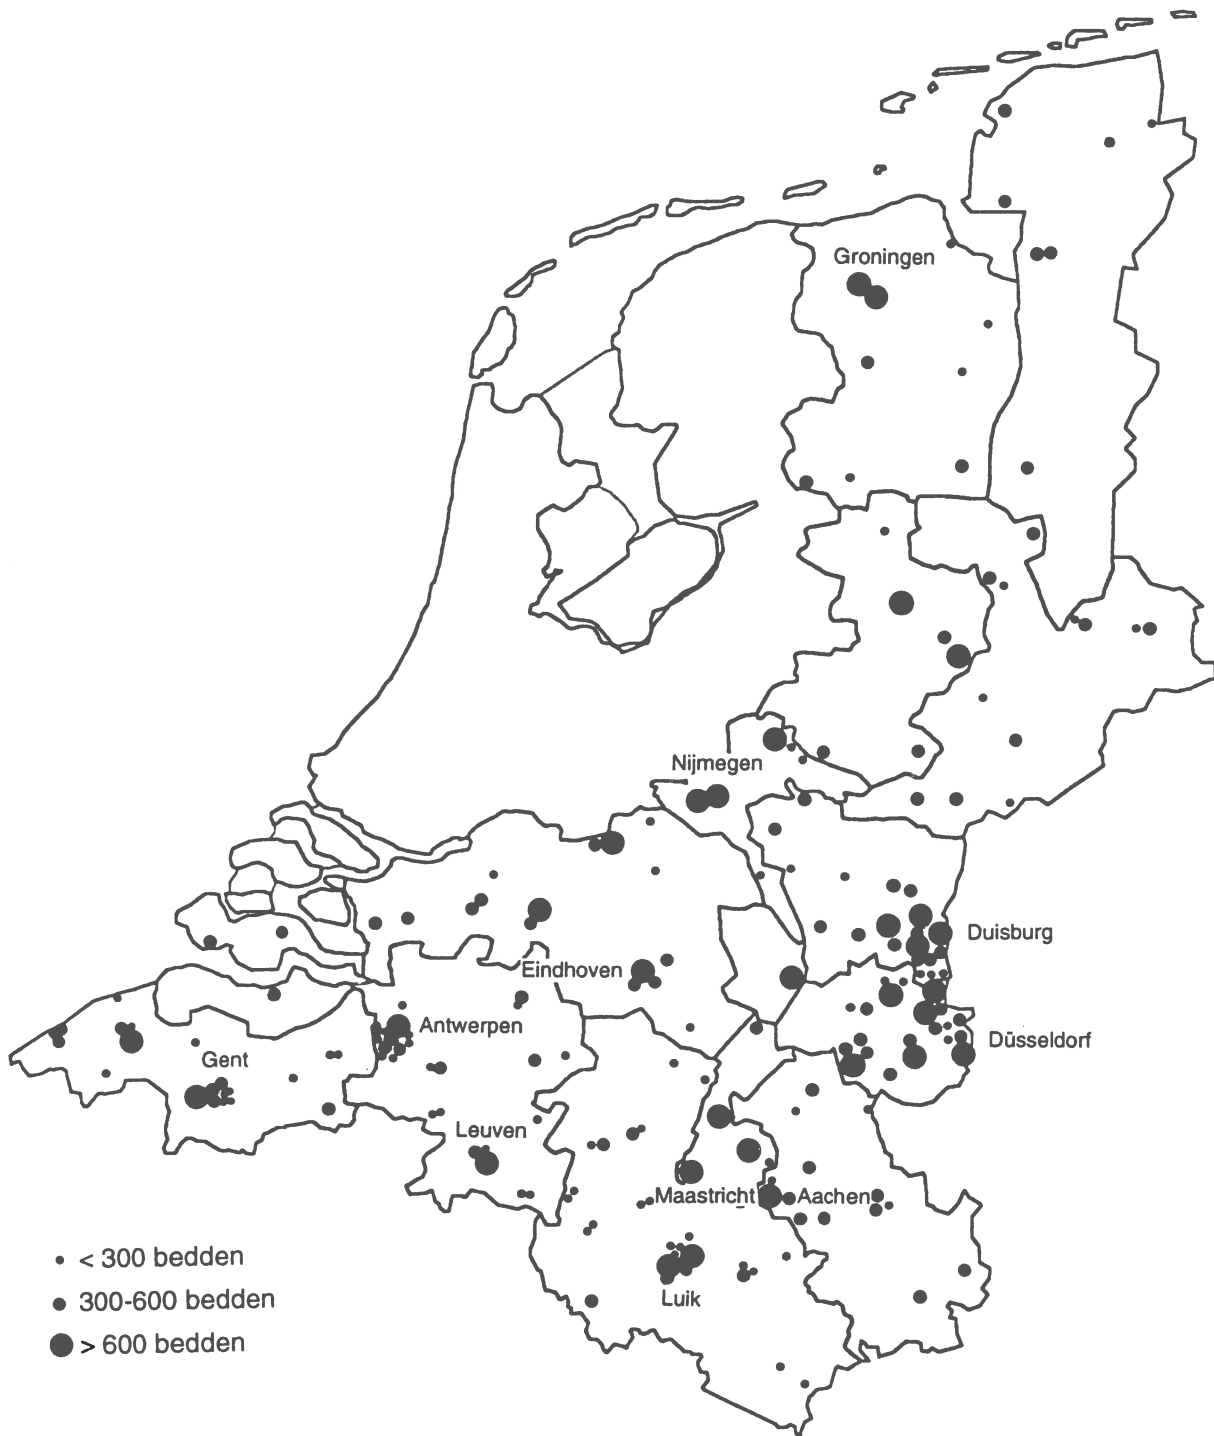 Groningen
Nijmegen
Duisburg
Eindhoven
Antwerpen
Düsseldorf
Gent
Leuven
Maastricht
Aachen
Luik
< 300 bedden
300-600 bedden
> 600 bedden